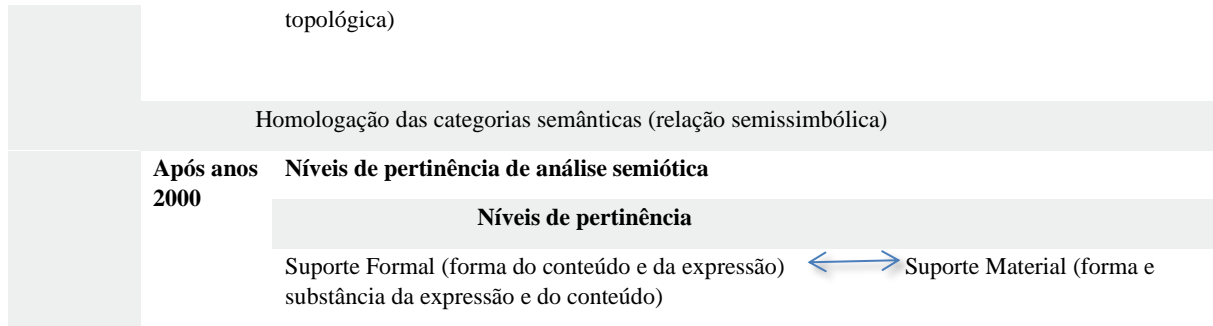 topológica)
Homologação das categorias semânticas (relação semissimbólica)
Após anos 2000
Níveis de pertinência de análise semiótica
Níveis de pertinência
Suporte Formal (forma do conteúdo e da expressão) Suporte Material (forma e
substância da expressão e do conteúdo)